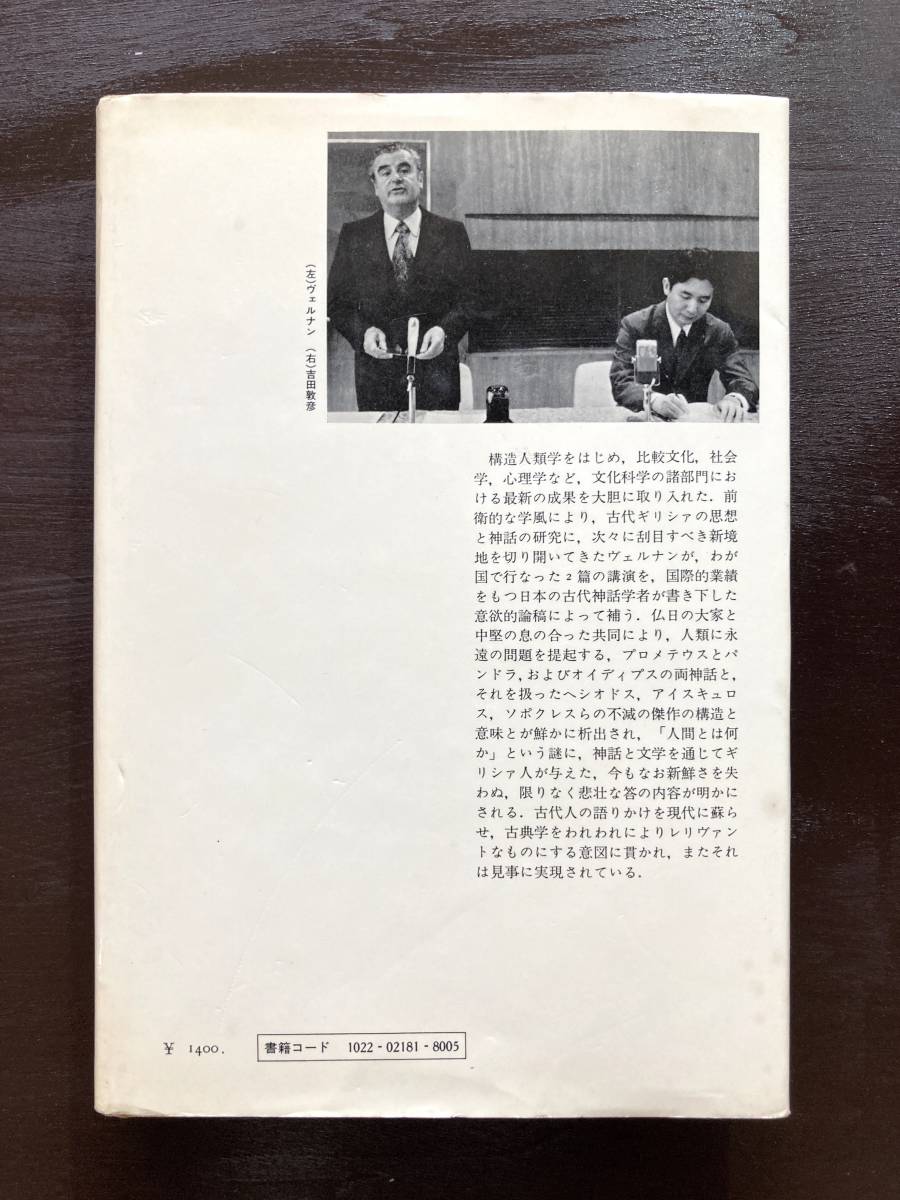 (左)ヴェルナン　(右)吉田敦彦
構造人類学をはじめ，比較文化，社会
学，心理学など，文化科学の諸部門にお
ける最新の成果を大胆に取り入れた．前
衛的な学風により，古代ギリシァの思想
と神話の研究に，次々に刮目すべき新境
地を切り開いてきたヴェルナンが，わが
国で行なった2篇の講演を，国際的業績
をもつ日本の古代神話学者が書き下した
意欲的論稿によって補う．仏日の大家と
中堅の息の合った共同により，人類に永
遠の問題を提起する，プロメテウスとパ
ンドラ，およびオイディプスの両神話と，
それを扱ったヘシオドス，アイスキュロ
ス，ソポクレスらの不滅の傑作の構造と
意味とが鮮かに析出され，「人間とは何
か」という謎に，神話と文学を通じてギ
リシァ人が与えた，今もなお新鮮さを失
わぬ，限りなく悲壮な答の内容が明かに
される．古代人の語りかけを現代に蘇ら
せ，古典学をわれわれによりレリヴァン
トなものにする意図に貫かれ，またそれ
は見事に実現されている．
¥ 1400.
書籍コード 1022-02181-8005